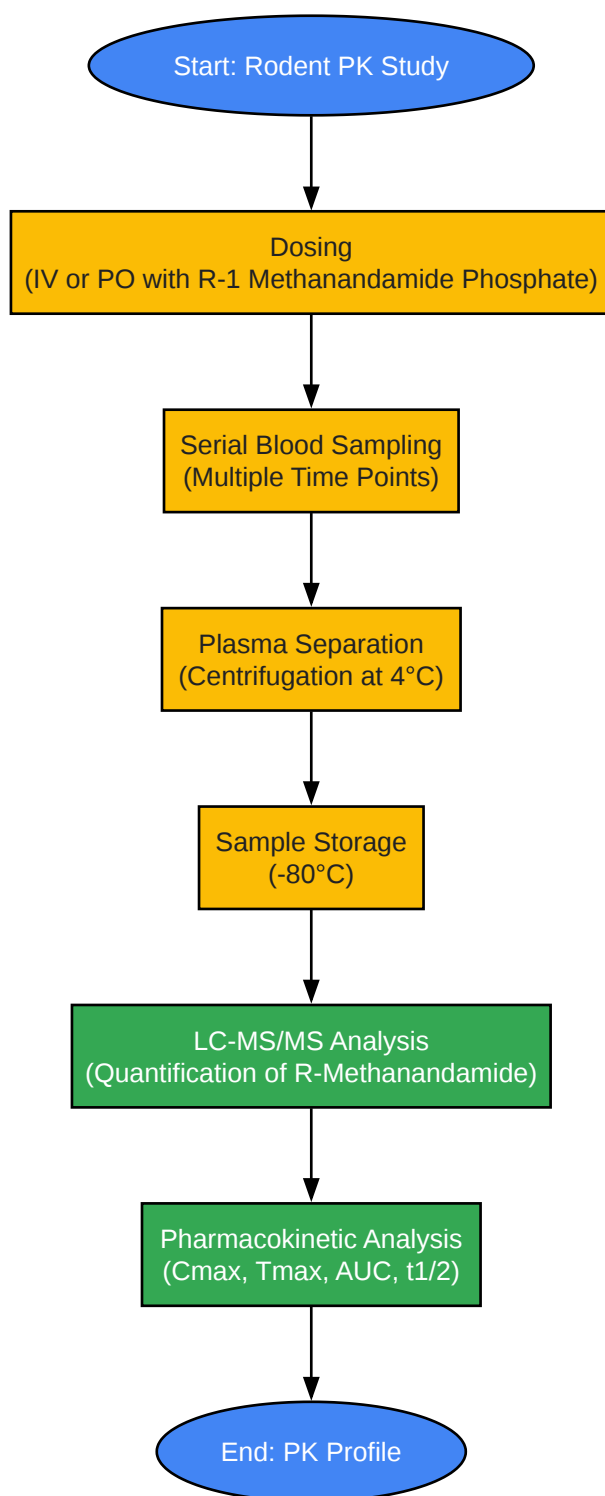 Start: Rodent PK Study
Dosing
(IV or PO with R-1 Methanandamide Phosphate)
Serial Blood Sampling
(Multiple Time Points)
Plasma Separation
(Centrifugation at 4°C)
Sample Storage
(-80°C)
LC-MS/MS Analysis
(Quantification of R-Methanandamide)
Pharmacokinetic Analysis
(Cmax, Tmax, AUC, t1/2)
End: PK Profile